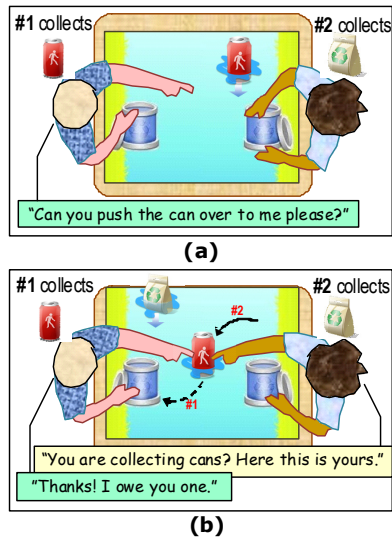 #1 collects
#2 collects
"Can you push the can over to me please?"
(a)
#1 collects
#2 collects
#2
#1
"You are collecting cans? Here this is yours."
"Thanks! I owe you one."
(b)